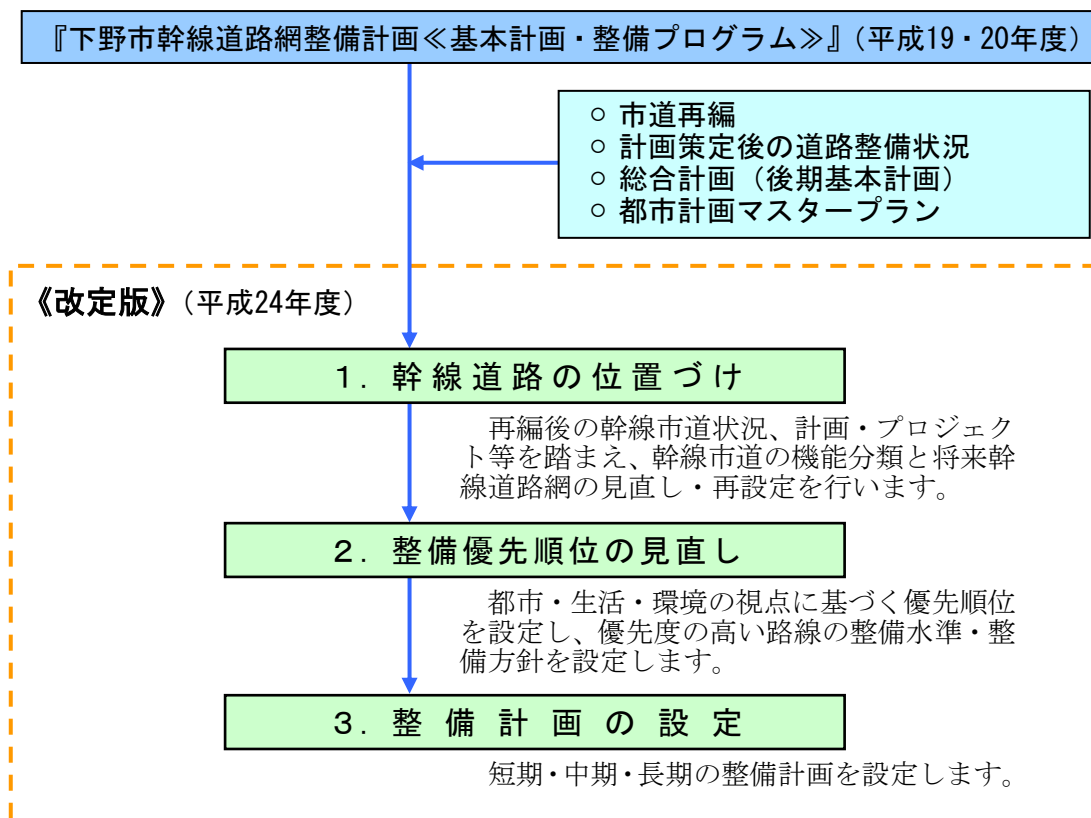 『下野市幹線道路網整備計画≪基本計画・整備プログラム≫』(平成19・20年度)
○ 市道再編
○ 計画策定後の道路整備状況
○ 総合計画（後期基本計画）
○ 都市計画マスタープラン
《改定版》(平成24年度)
１．幹線道路の位置づけ
再編後の幹線市道状況、計画・プロジェク
ト等を踏まえ、幹線市道の機能分類と将来幹
線道路網の見直し・再設定を行います。
２．整備優先順位の見直し
都市・生活・環境の視点に基づく優先順位
を設定し、優先度の高い路線の整備水準・整
備方針を設定します。
３．整備計画の設定
短期・中期・長期の整備計画を設定します。